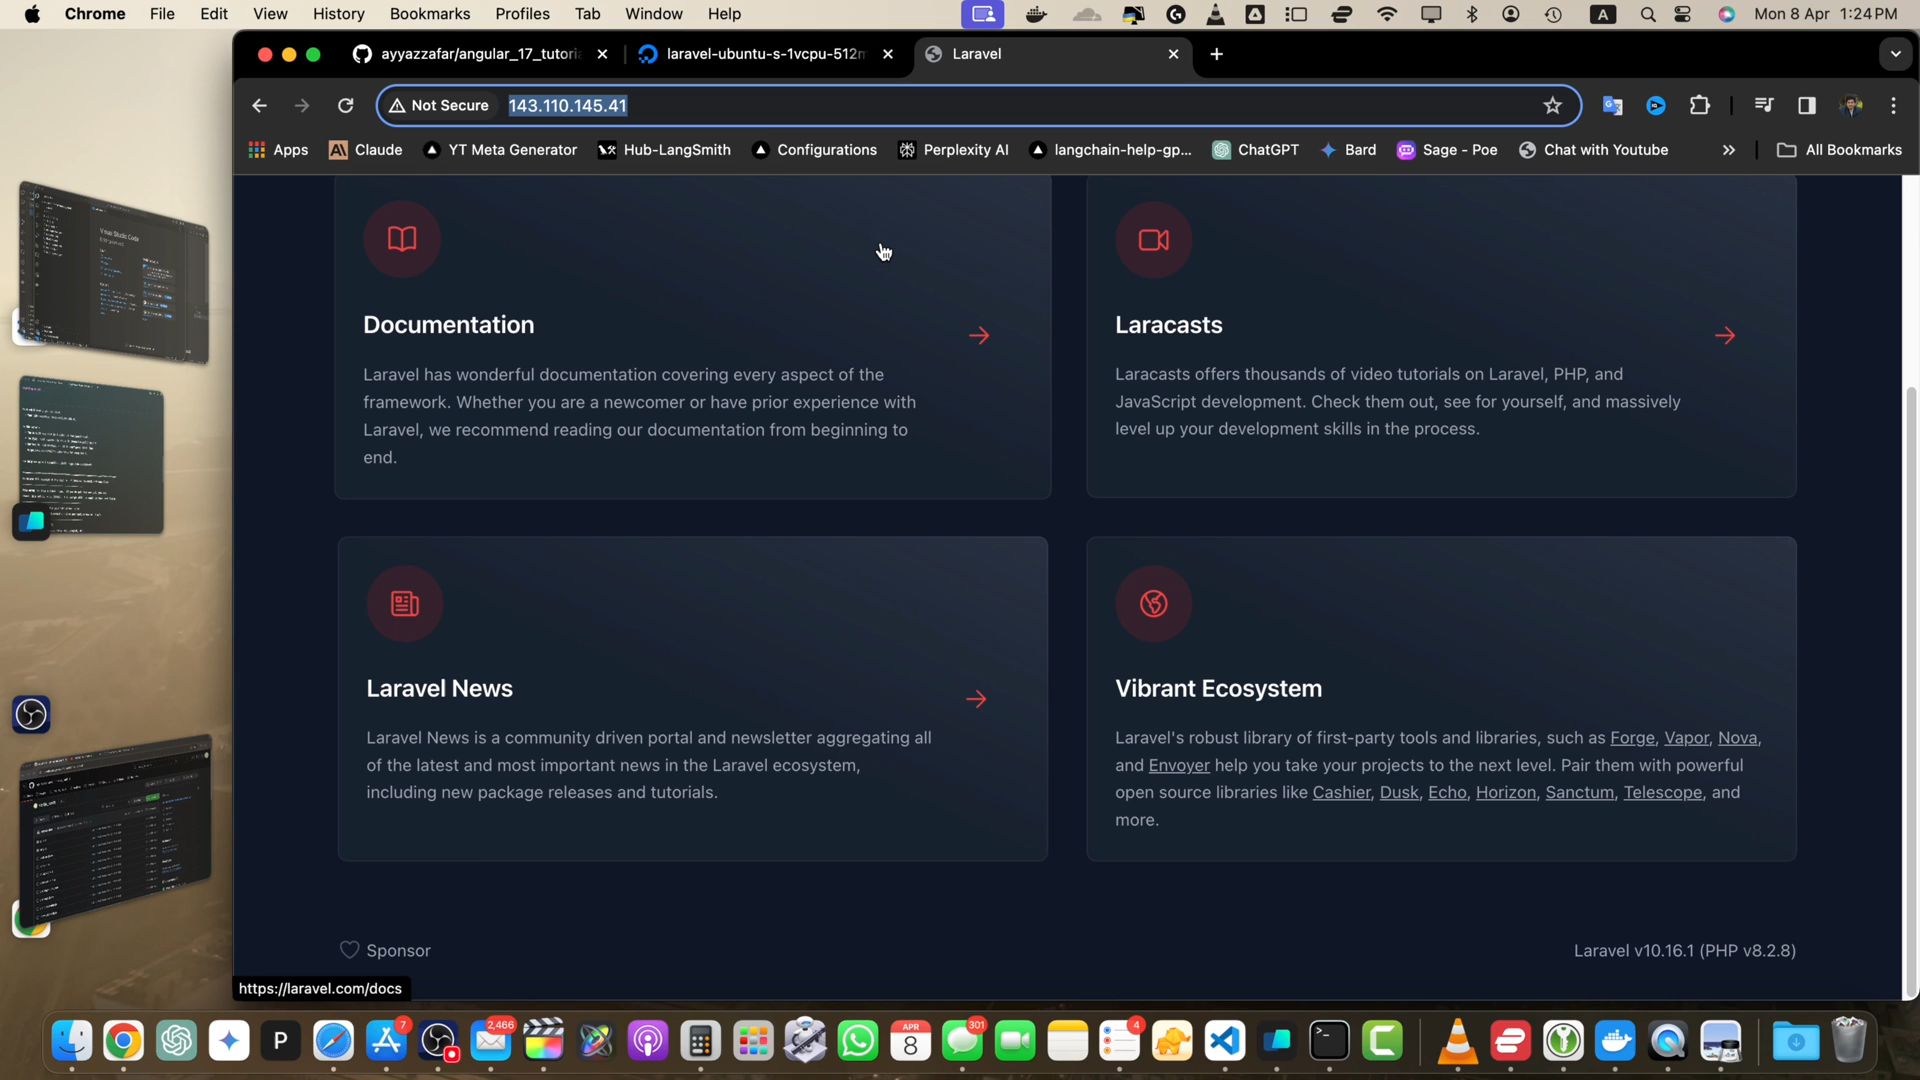 Chrome File Edit View History Bookmarks Profiles Tab Window Help
A
Mon 8 Apr 1:24 PM
ayyazzafar/angular_17_tutori
laravel-ubuntu-s-1vcpu-512m
Laravel
Not Secure
143.110.145.41
Apps
Claude
YT Meta Generator
Hub-LangSmith
Configurations
Perplexity AI
langchain-help-gp...
ChatGPT
Bard
Sage - Poe
Chat with Youtube
»
All Bookmarks
Documentation
Laravel has wonderful documentation covering every aspect of the
framework. Whether you are a newcomer or have prior experience with
Laravel, we recommend reading our documentation from beginning to
end.
Laracasts
Laracasts offers thousands of video tutorials on Laravel, PHP, and
JavaScript development. Check them out, see for yourself, and massively
level up your development skills in the process.
Laravel News
Laravel News is a community driven portal and newsletter aggregating all
of the latest and most important news in the Laravel ecosystem,
including new package releases and tutorials.
Vibrant Ecosystem
Laravel's robust library of first-party tools and libraries, such as Forge, Vapor, Nova,
and Envoyer help you take your projects to the next level. Pair them with powerful
open source libraries like Cashier, Dusk, Echo, Horizon, Sanctum, Telescope, and
more.
Sponsor
Laravel v10.16.1 (PHP v8.2.8)
https://laravel.com/docs
P
7
2,466
APR
8
301
4